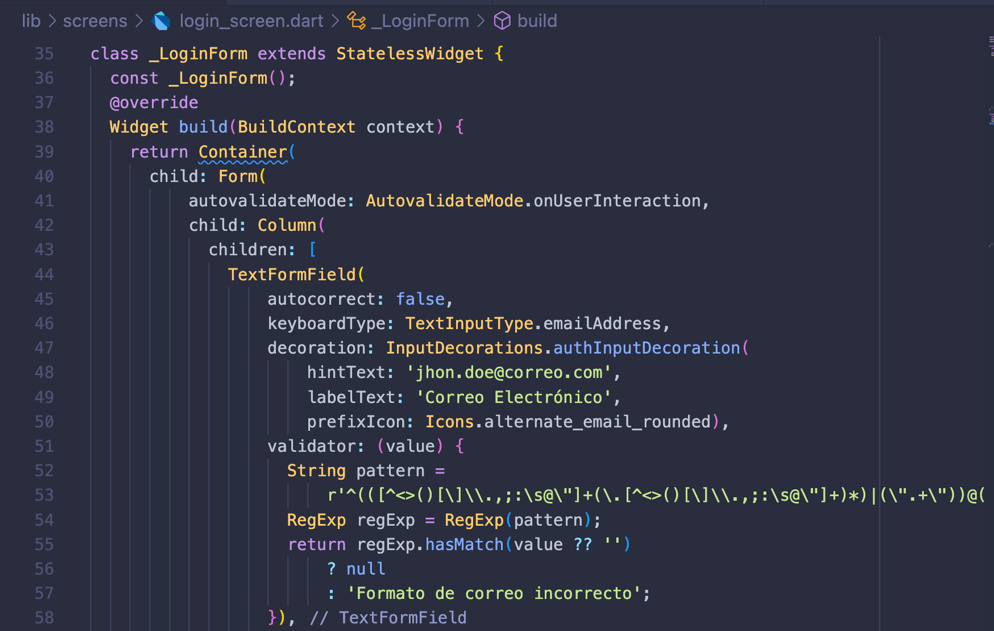 lib > screens > login_screen.dart > _LoginForm > build
35 class _LoginForm extends StatelessWidget {
36 const _LoginForm();
37 @override
38 Widget build(BuildContext context) {
39 return Container(
40 child: Form(
41 autovalidateMode: AutovalidateMode.onUserInteraction,
42 child: Column(
43 children: [
44 TextFormField(
45 autocorrect: false,
46 keyboardType: TextInputType.emailAddress,
47 decoration: InputDecorations.authInputDecoration(
48 hintText: 'jhon.doe@correo.com',
49 labelText: 'Correo Electrónico',
50 prefixIcon: Icons.alternate_email_rounded),
51 validator: (value) {
52 String pattern =
53 r'^(([^<>()[\]\\.,;:\s@\"]+(\.[^<>()[\]\\.,;:\s@\"]+)*)|(\".+\"))@(
54 RegExp regExp = RegExp(pattern);
55 return regExp.hasMatch(value ?? '')
56 ? null
57 : 'Formato de correo incorrecto';
58 }), // TextFormField